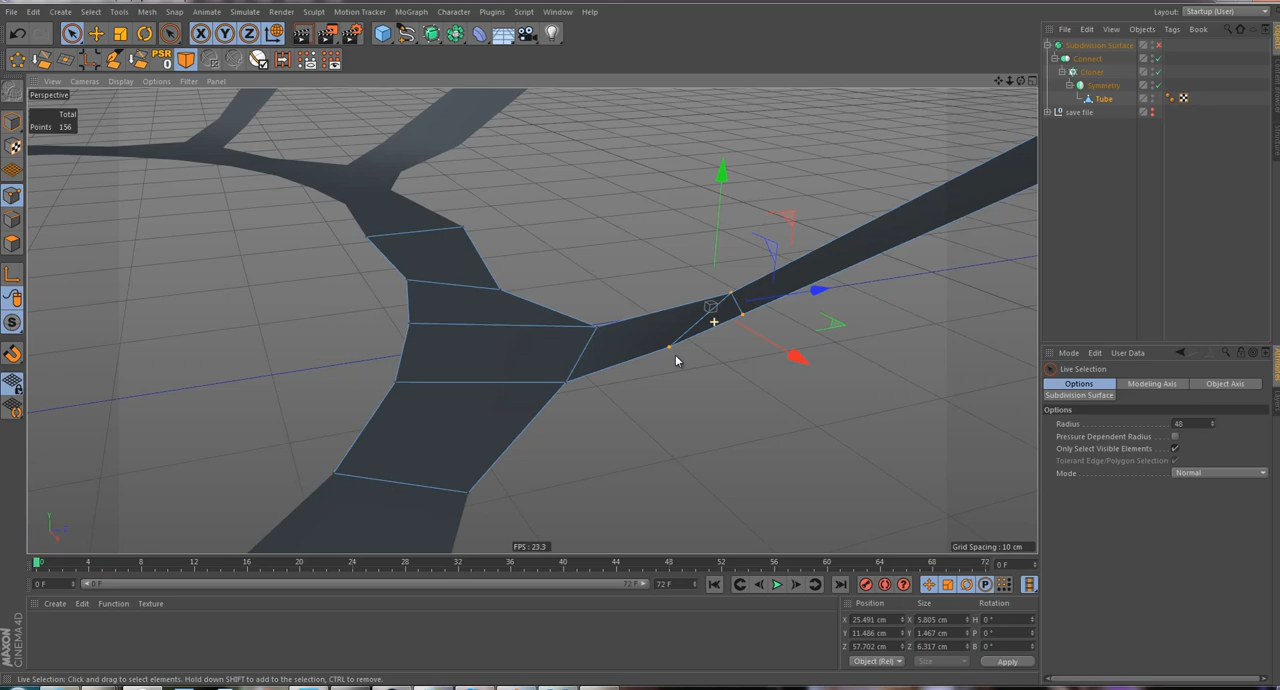 File Edit Create Select Tools Mesh Snap Animate Simulate Render Sculpt Motion Tracker MoGraph Character Plugins Script Window Help
Layout: Startup (User)
PSR
0
File Edit View Objects Tags Book
Subdivision Surface
Connect
Cloner
Symmetry
Tube
save file
View Cameras Display Options Filter Panel
Perspective
Total
Points 156
Mode Edit User Data
Live Selection
Options Modeling Axis Object Axis
Subdivision Surface
Options
Radius 48
Pressure Dependent Radius
Only Select Visible Elements
Tolerant Edge/Polygon Selection
Mode Normal
Y
Z
X
FPS : 23.3
Grid Spacing : 10 cm
0 4 8 12 16 20 24 28 32 36 40 44 48 52 56 60 64 68 72 0 F
0 F 0 F 72 F 72 F
Create Edit Function Texture
Position Size Rotation
X 25.491 cm X 5.805 cm H 0 °
Y 11.486 cm Y 1.467 cm P 0 °
Z 57.702 cm Z 6.317 cm B 0 °
Object (Rel) Size Apply
MAXON
CINEMA 4D
Live Selection: Click and drag to select elements. Hold down SHIFT to add to the selection, CTRL to remove.